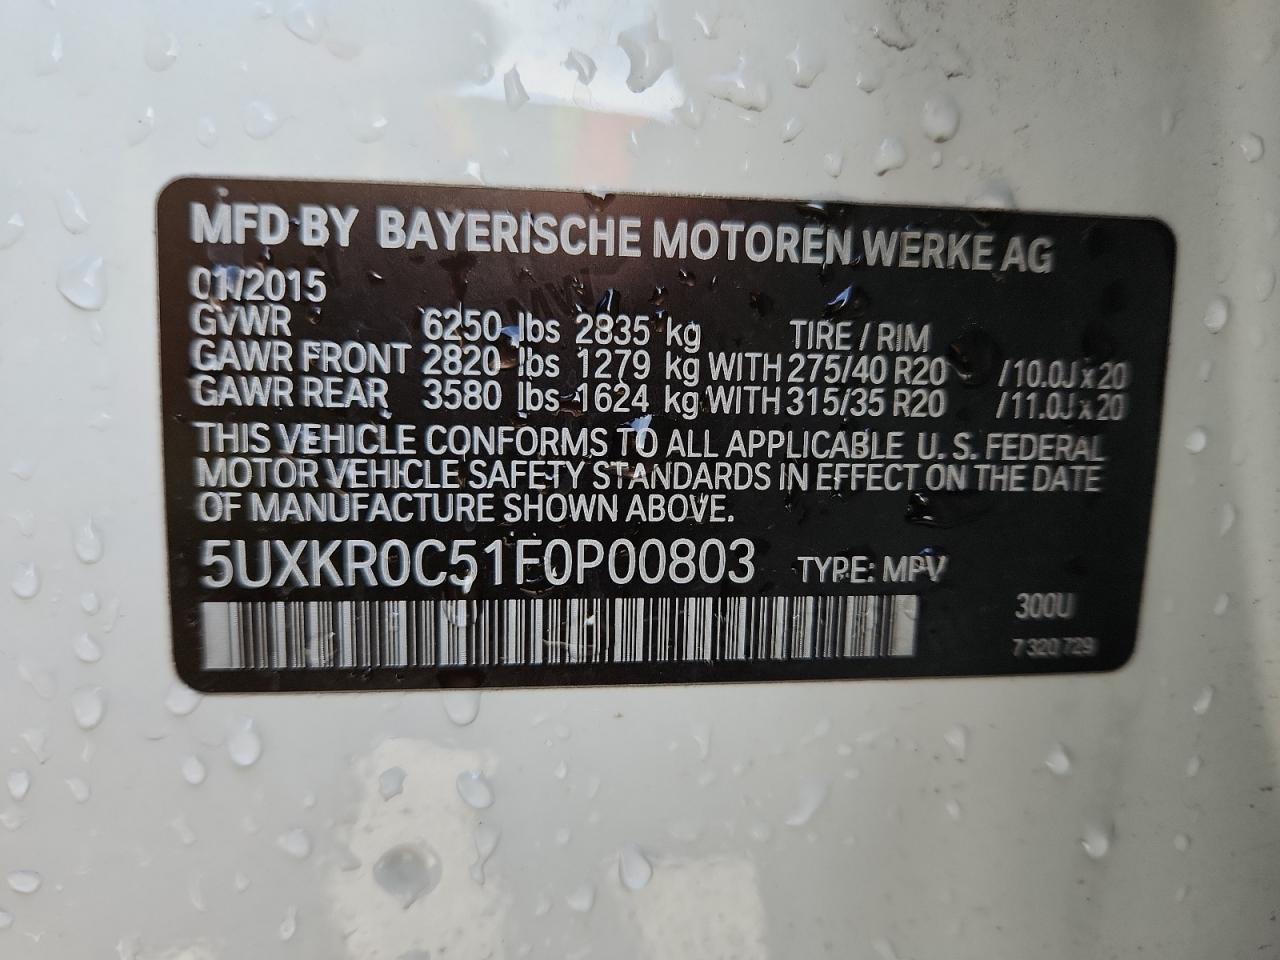 MFD BY BAYERISCHE MOTOREN WERKE AG
01/2015
GVWR 6250 lbs 2835 kg TIRE / RIM
GAWR FRONT 2820 lbs 1279 kg WITH 275/40 R20 /10.0J x 20
GAWR REAR 3580 lbs 1624 kg WITH 315/35 R20 /11.0J x 20
THIS VEHICLE CONFORMS TO ALL APPLICABLE U. S. FEDERAL
MOTOR VEHICLE SAFETY STANDARDS IN EFFECT ON THE DATE
OF MANUFACTURE SHOWN ABOVE.
5UXKR0C51F0P00803 TYPE: MPV
300U
7 320 729